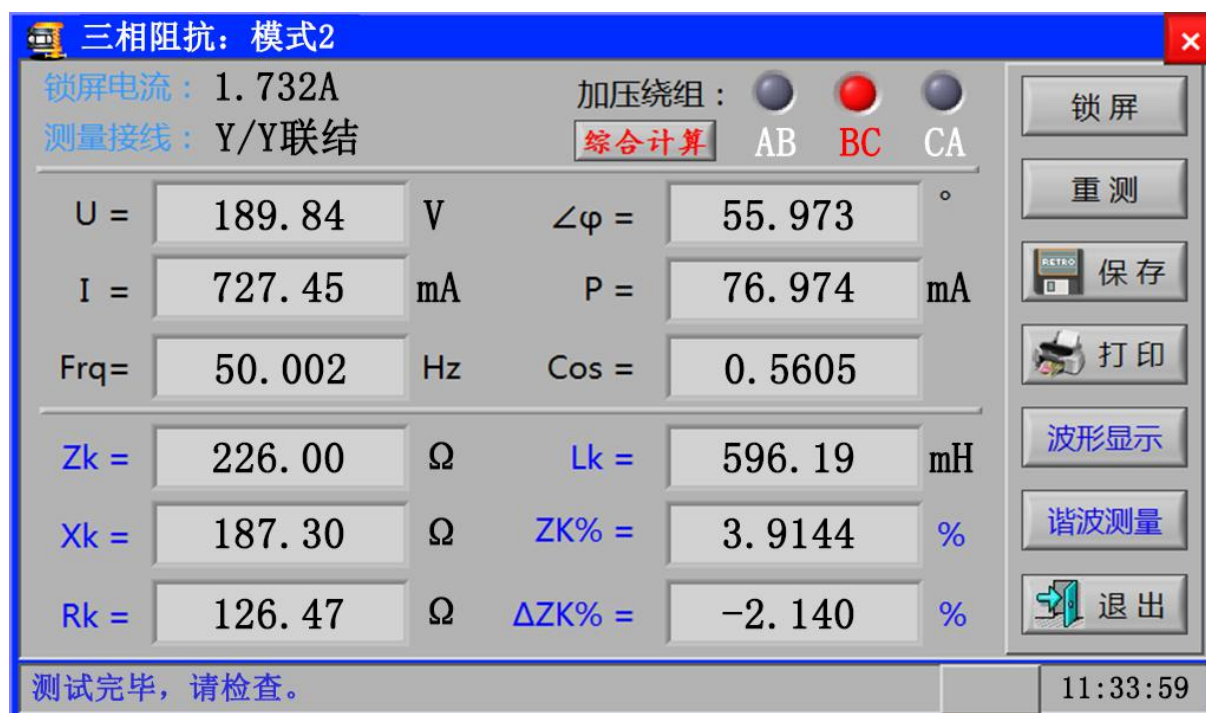 三相阻抗：模式2
锁屏电流： 1.732A
加压绕组：
测量接线： Y/Y联结
综合计算 AB BC CA
U = 189.84 V ∠φ = 55.973 °
I = 727.45 mA P = 76.974 mA
Frq= 50.002 Hz Cos = 0.5605
Zk = 226.00 Ω Lk = 596.19 mH
Xk = 187.30 Ω ZK% = 3.9144 %
Rk = 126.47 Ω ΔZK% = -2.140 %
锁屏
重测
RETRO 保存
打印
波形显示
谐波测量
退出
测试完毕，请检查。 11:33:59